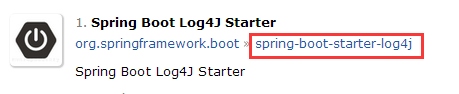 1. Spring Boot Log4J Starter
org.springframework.boot » spring-boot-starter-log4j
Spring Boot Log4J Starter